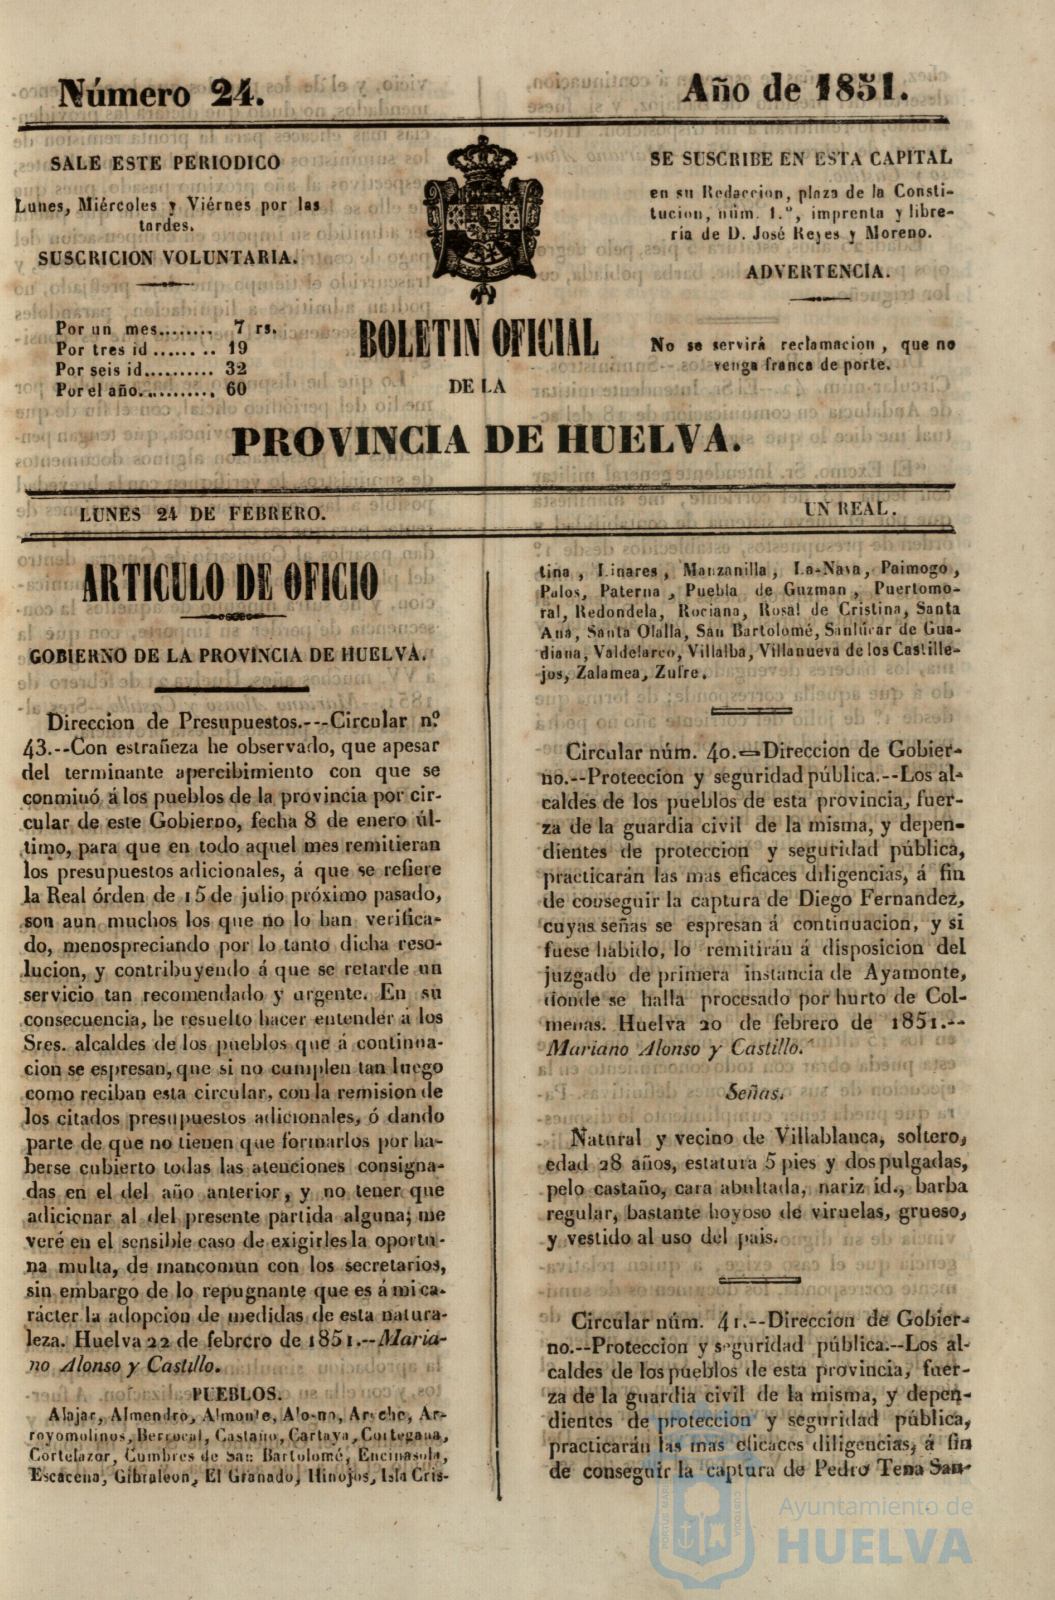 Número 24.
Año de 1851.
SALE ESTE PERIODICO
Lunes, Miércoles y Viérnes por las
tardes.
SUSCRICION VOLUNTARIA.
Por un mes........ 7 rs.
Por tres id........ 19
Por seis id.......... 32
Por el año........... 60
SE SUSCRIBE EN ESTA CAPITAL
en su Redaccion, plaza de la Consti-
tucion, núm. 1.º, imprenta y libre-
ria de D. José Reyes y Moreno.
ADVERTENCIA.
No se servirá reclamacion, que no
venga franca de porte.
BOLETIN OFICIAL
DE LA
PROVINCIA DE HUELVA.
LUNES 24 DE FEBRERO.
UN REAL.
ARTICULO DE OFICIO
GOBIERNO DE LA PROVINCIA DE HUELVA.
Direccion de Presupuestos.---Circular nº
43.--Con estrañeza he observado, que apesar
del terminante apercibimiento con que se
conminó á los pueblos de la provincia por cir-
cular de este Gobierno, fecha 8 de enero úl-
timo, para que en todo aquel mes remitieran
los presupuestos adicionales, á que se refiere
la Real órden de 15 de julio próximo pasado,
son aun muchos los que no lo han verifica-
do, menospreciando por lo tanto dicha reso-
lucion, y contribuyendo á que se retarde un
servicio tan recomendado y urgente. En su
consecuencia, he resuelto hacer entender á los
Sres. alcaldes de los pueblos que á continua-
cion se espresan, que si no cumplen tan luego
como reciban esta circular, con la remision de
los citados presupuestos adicionales, ó dando
parte de que no tienen que formarlos por ha-
berse cubierto todas las atenciones consigna-
das en el del año anterior, y no tener que
adicionar al del presente partida alguna; me
veré en el sensible caso de exigirles la oportu-
na multa, de mancomun con los secretarios,
sin embargo de lo repugnante que es á mi ca-
rácter la adopcion de medidas de esta natura-
leza. Huelva 22 de febrero de 1851.--Maria-
no Alonso y Castillo.
PUEBLOS.
Alajar, Almendro, Almonte, Alosno, Aroche, Ar-
royomolinos, Berrocal, Castaño, Cartaya, Cortegana,
Cortelazor, Cumbres de San Bartolomé, Encinasola,
Escacena, Gibraleon, El Granado, Hinojos, Isla Cris-
tina, Linares, Manzanilla, La-Nava, Paimogo,
Palos, Paterna, Puebla de Guzman, Puertomo-
ral, Redondela, Rociana, Rosal de Cristina, Santa
Ana, Santa Olalla, San Bartolomé, Sanlúcar de Gua-
diana, Valdelarco, Villalba, Villanueva de los Castille-
jos, Zalamea, Zufre.
Circular núm. 40.=Direccion de Gobier-
no.--Proteccion y seguridad pública.--Los al-
caldes de los pueblos de esta provincia, fuer-
za de la guardia civil de la misma, y depen-
dientes de proteccion y seguridad pública,
practicarán las mas eficaces diligencias, á fin
de conseguir la captura de Diego Fernandez,
cuyas señas se espresan á continuacion, y si
fuese habido, lo remitirán á disposicion del
juzgado de primera instancia de Ayamonte,
donde se halla procesado por hurto de Col-
menas. Huelva 20 de febrero de 1851.--
Mariano Alonso y Castillo.
Señas.
Natural y vecino de Villablanca, soltero,
edad 28 años, estatura 5 pies y dos pulgadas,
pelo castaño, cara abultada, nariz id., barba
regular, bastante hoyoso de viruelas, grueso,
y vestido al uso del pais.
Circular núm. 41.--Direccion de Gobier-
no.--Proteccion y seguridad pública.--Los al-
caldes de los pueblos de esta provincia, fuer-
za de la guardia civil de la misma, y depen-
dientes de proteccion y seguridad pública,
practicarán las mas eficaces diligencias, á fin
de conseguir la captura de Pedro Tena San-
Ayuntamiento de
HUELVA